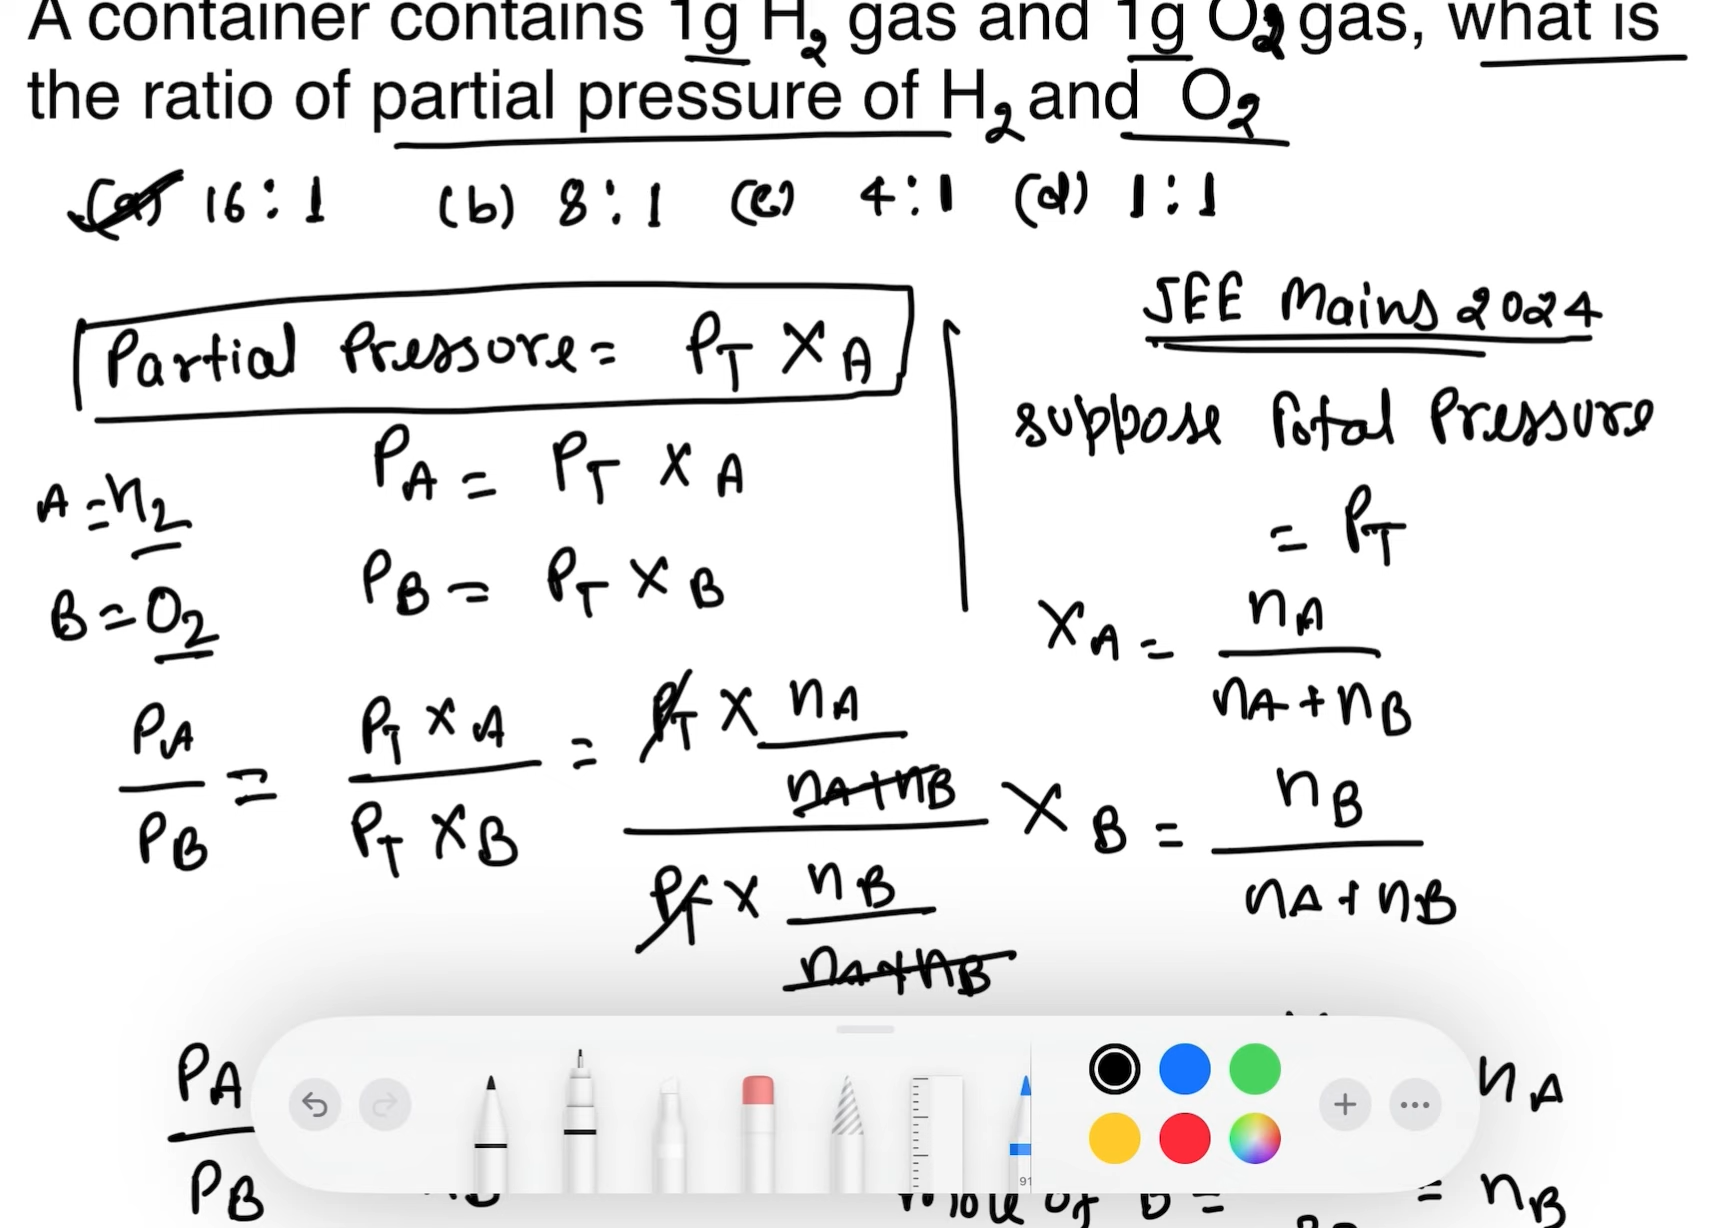 A container contains 1g H2 gas and 1g O2 gas, what is
the ratio of partial pressure of H2 and O2
(a) 16:1 (b) 8:1 (c) 4:1 (d) 1:1
JEE Mains 2024
Partial Pressure = PT XA
PA = PT XA
PB = PT XB
A = H2
B = O2
PA/PB = PT XA/PT XB = PT X nA/nA+nB / PT X nB/nA+nB
suppose Total Pressure
= PT
XA = nA/nA+nB
XB = nB/nA+nB
PA/PB
nA
mole of B =
= nB
91